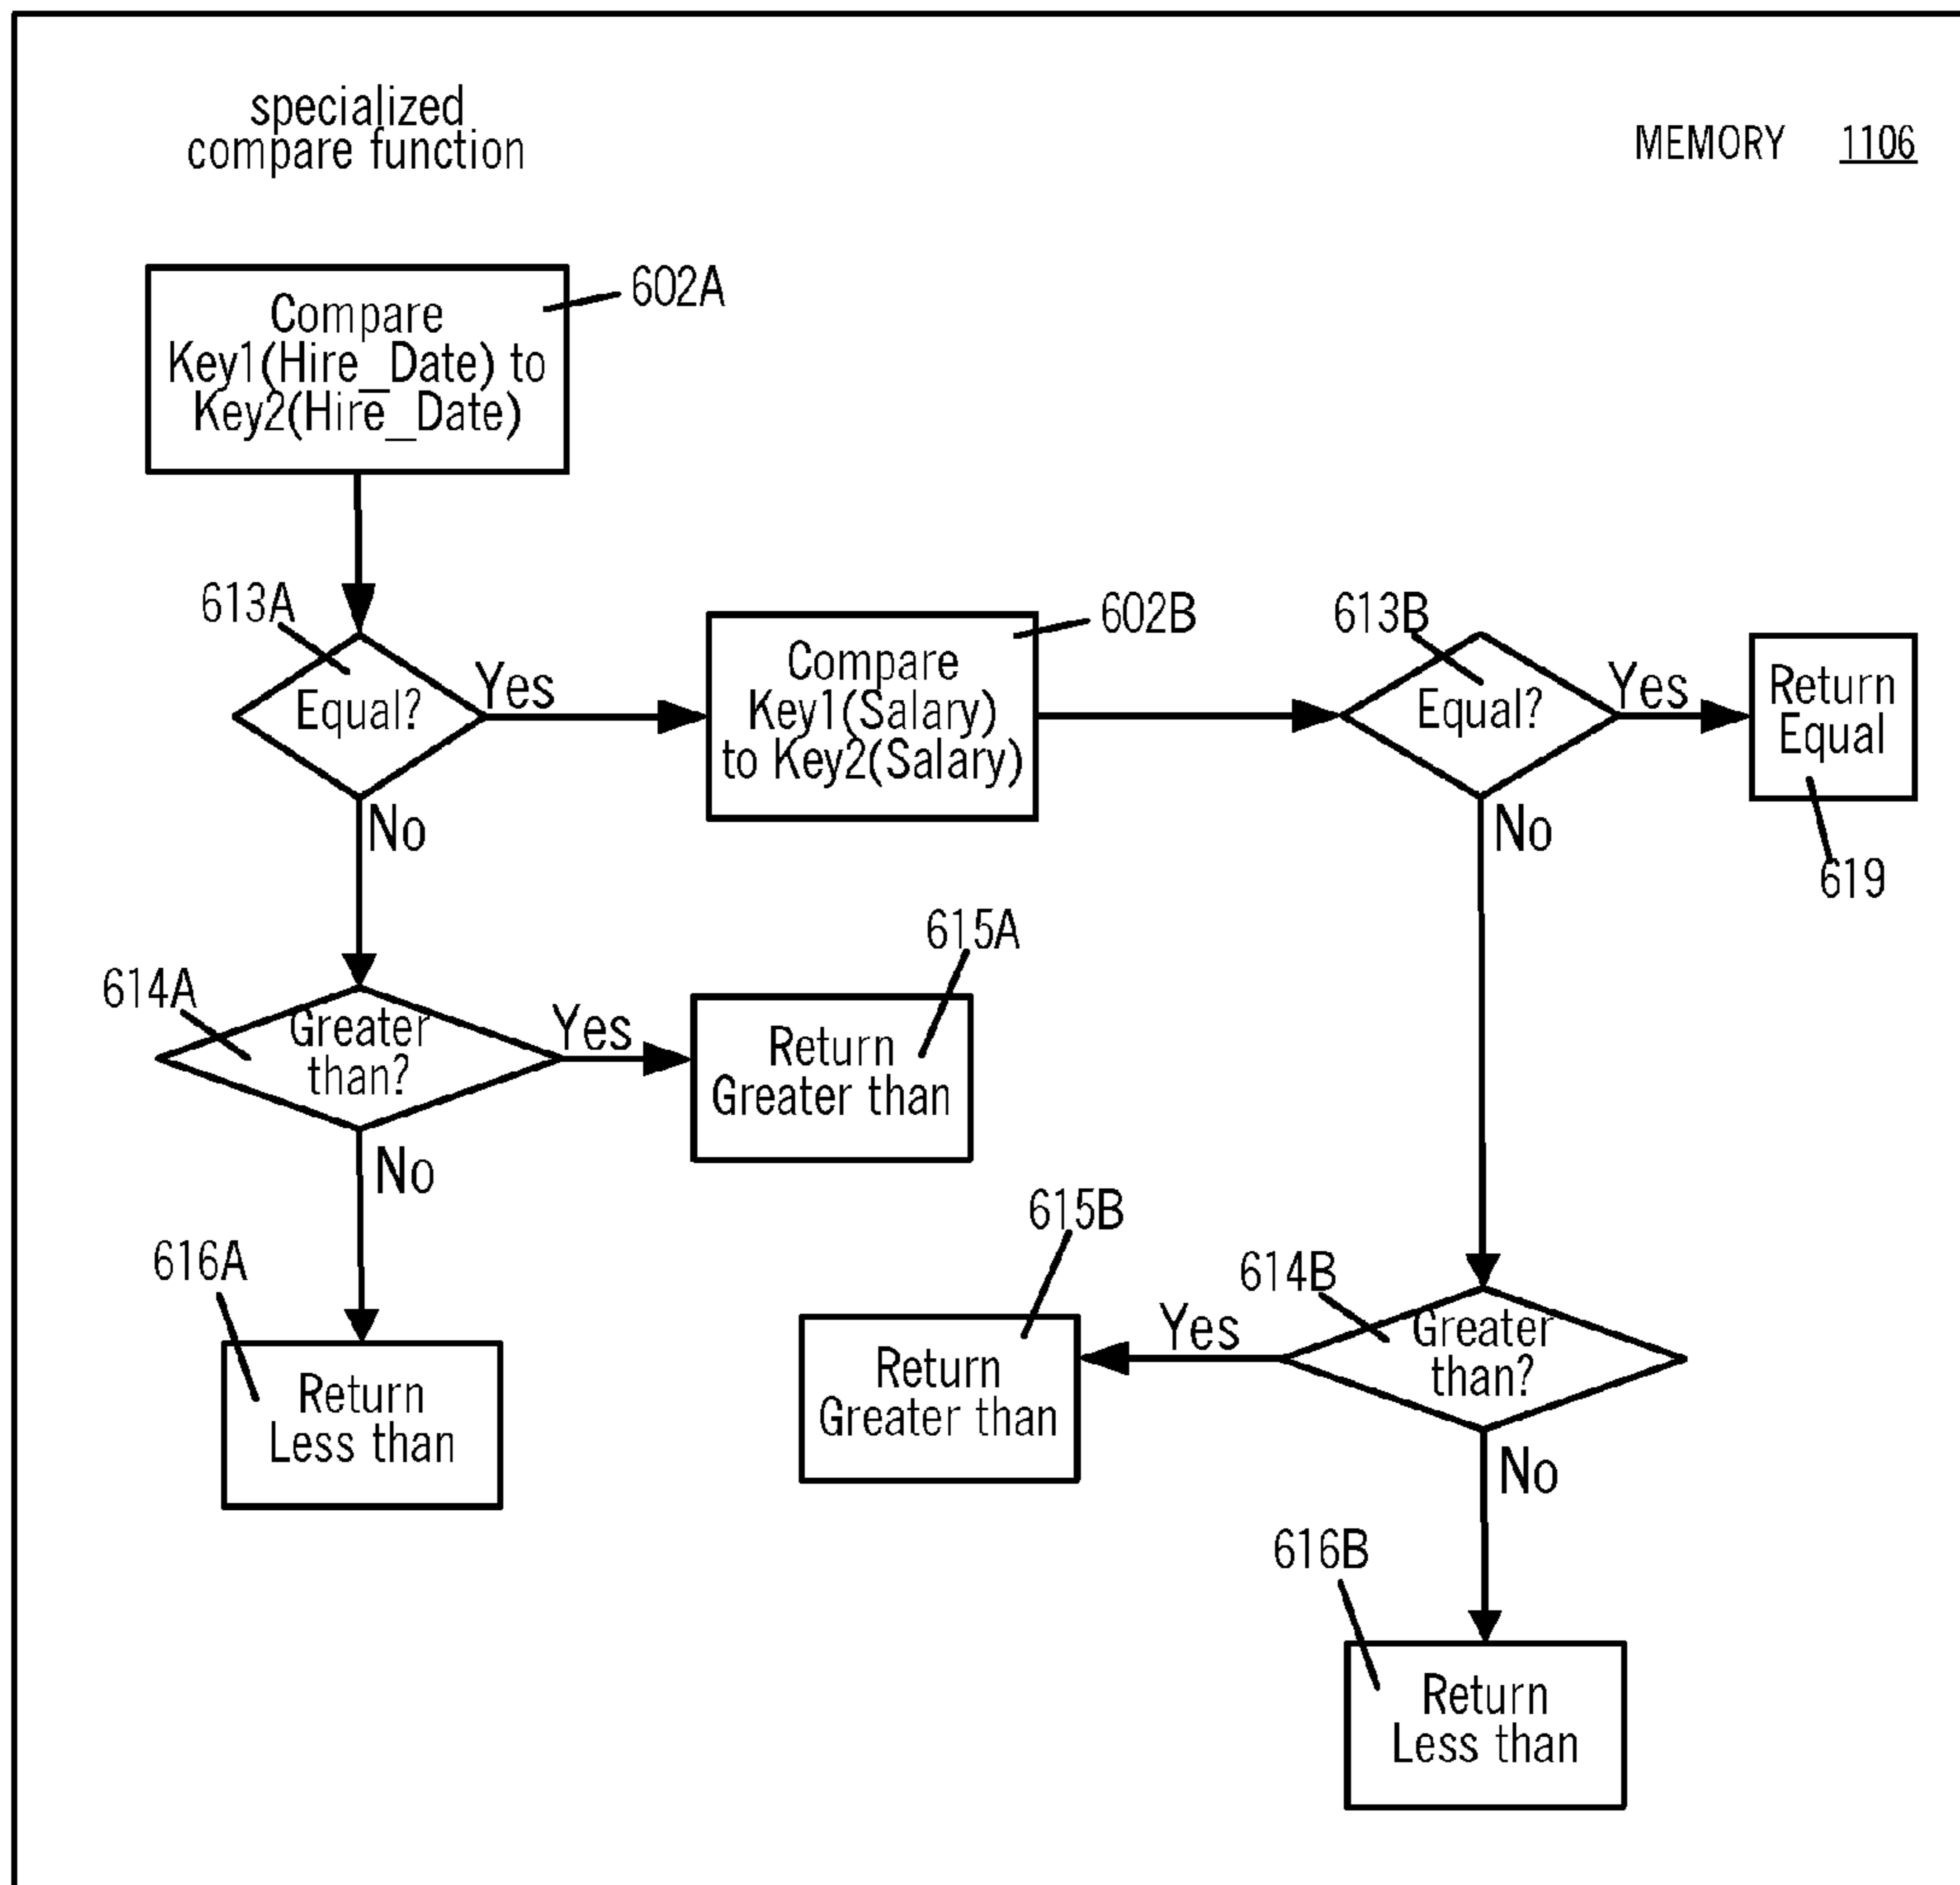 specialized
compare function
MEMORY 1106
602A
Compare
Key1(Hire_Date) to
Key2(Hire_Date)
613A
Equal?
Yes
No
602B
Compare
Key1(Salary)
to Key2(Salary)
613B
Equal?
Yes
No
Return
Equal
619
614A
Greater
than?
Yes
No
615A
Return
Greater than
616A
Return
Less than
615B
Return
Greater than
614B
Greater
than?
Yes
No
616B
Return
Less than